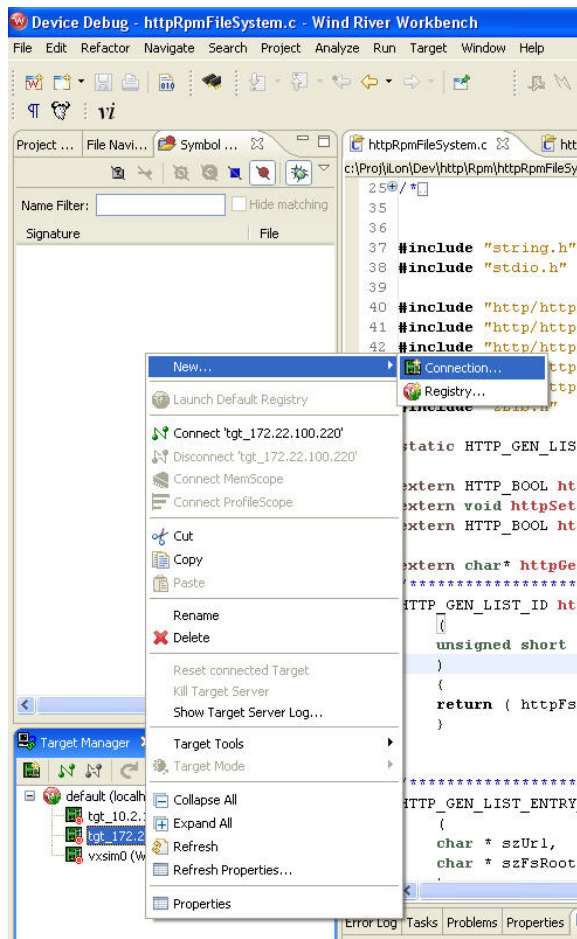 Device Debug - httpRpmFileSystem.c - Wind River Workbench
File Edit Refactor Navigate Search Project Analyze Run Target Window Help
vi
Project ... File Navi... Symbol ...
Name Filter: Hide matching
Signature File
httpRpmFileSystem.c htt
c:\Proj\iLon\Dev\http\Rpm\httpRpmFileSy
25 /*
35
36
37 #include "string.h"
38 #include "stdio.h"
39
40 #include "http/http
41 #include "http/http
42 #include "http/http
New...
Connection...
Registry...
Launch Default Registry
Connect 'tgt_172.22.100.220'
Disconnect 'tgt_172.22.100.220'
Connect MemScope
Connect ProfileScope
Cut
Copy
Paste
Rename
Delete
Reset connected Target
Kill Target Server
Show Target Server Log...
Target Tools
Target Mode
Collapse All
Expand All
Refresh
Refresh Properties...
Properties
ttp
ttp
static HTTP_GEN_LIS
extern HTTP_BOOL ht
extern void httpSet
extern HTTP_BOOL ht
extern char* httpGe
/******************
HTTP_GEN_LIST_ID ht
(
unsigned short
)
{
return ( httpFs
}
/******************
HTTP_GEN_LIST_ENTRY
(
char * szUrl,
char * szFsRoot
Target Manager
default (localh
tgt_10.2.1
tgt_172.2
vxsim0 (W
Error Log Tasks Problems Properties